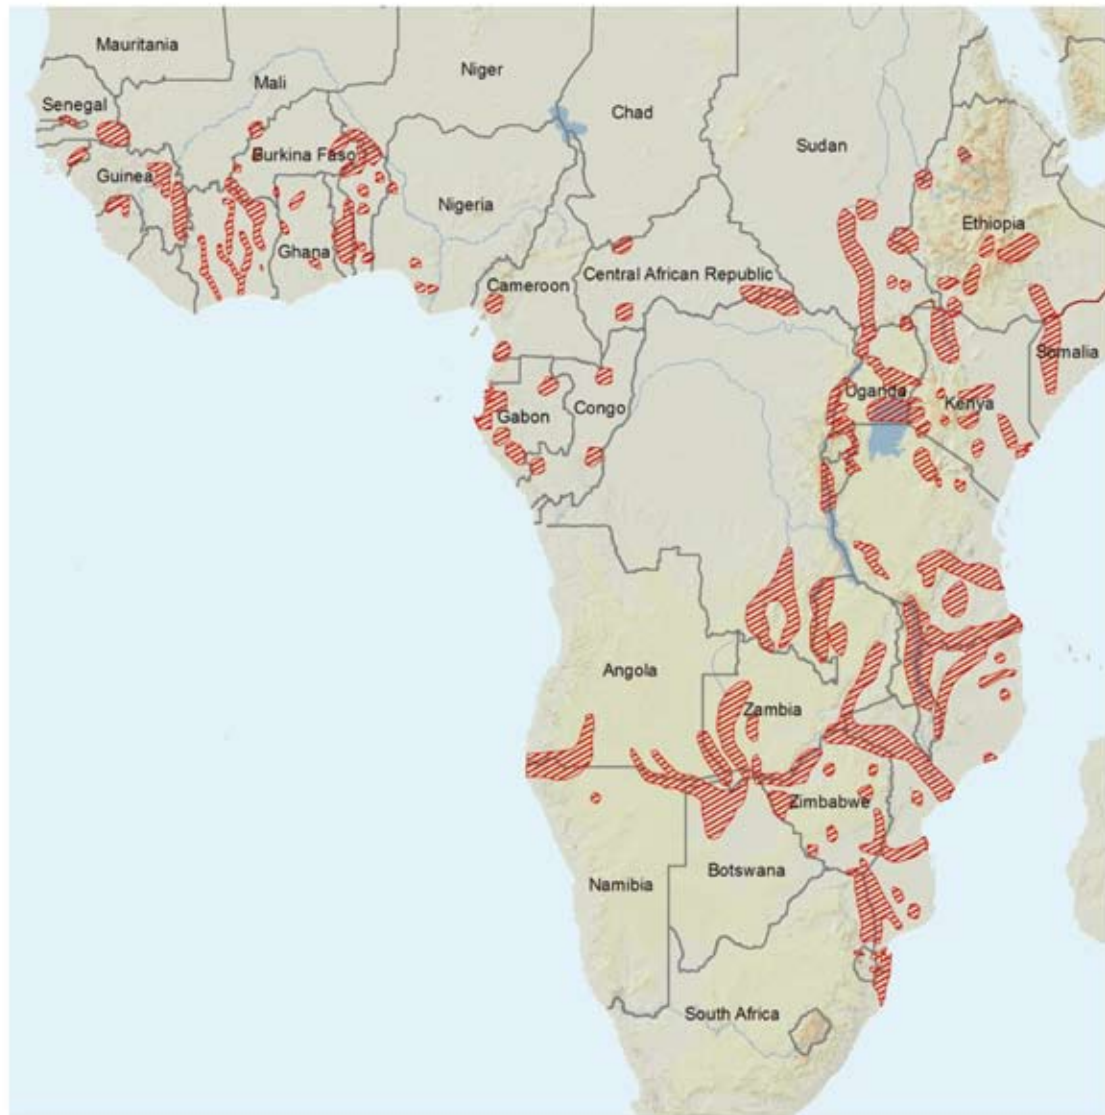 Mauritania
Mali
Niger
Chad
Sudan
Senegal
Burkina Faso
Guinea
Nigeria
Ethiopia
Ghana
Central African Republic
Cameroon
Somalia
Uganda
Kenya
Gabon
Congo
Angola
Zambia
Zimbabwe
Botswana
Namibia
South Africa